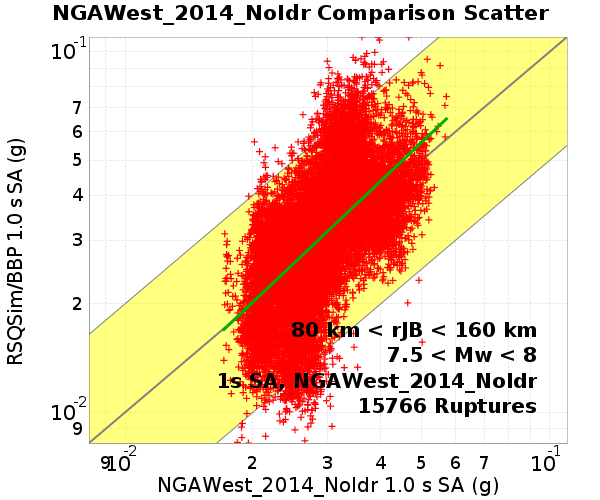 NGAWest_2014_NoIdr Comparison Scatter
10-1
7
6
5
4
3
2
10-2
9
RSQSim/BBP 1.0 s SA (g)
80 km < rJB < 160 km
7.5 < Mw < 8
1s SA, NGAWest_2014_NoIdr
15766 Ruptures
9 10-2 2 3 4 5 6 7 10-1
NGAWest_2014_NoIdr 1.0 s SA (g)